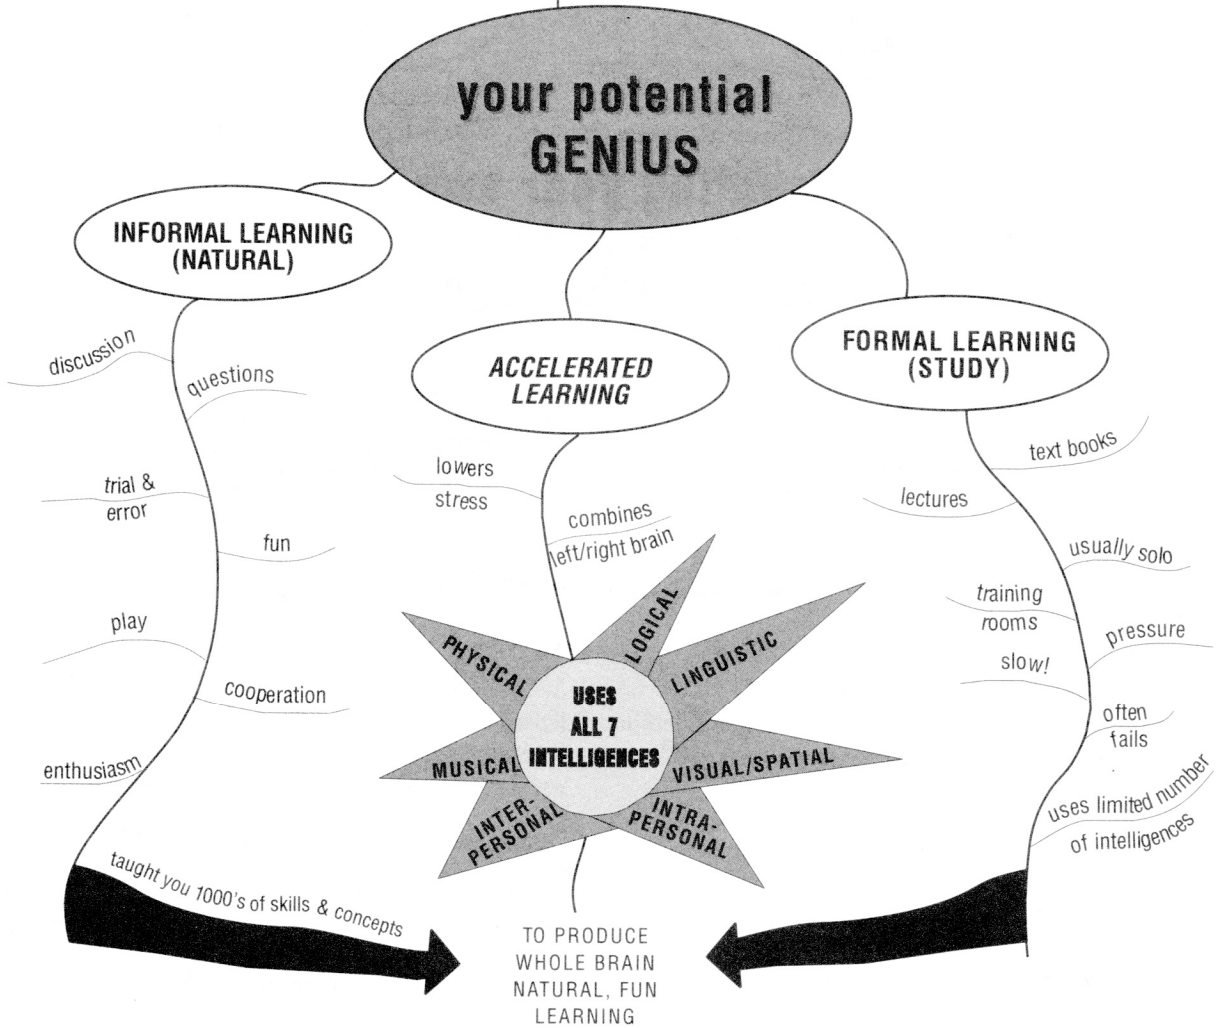 your potential
GENIUS
INFORMAL LEARNING
(NATURAL)
discussion
questions
trial &
error
fun
play
cooperation
enthusiasm
taught you 1000's of skills & concepts
ACCELERATED
LEARNING
lowers
stress
combines
left/right brain
PHYSICAL
LOGICAL
LINGUISTIC
MUSICAL
USES
ALL 7
INTELLIGENCES
VISUAL/SPATIAL
INTER-
PERSONAL
INTRA-
PERSONAL
TO PRODUCE
WHOLE BRAIN
NATURAL, FUN
LEARNING
FORMAL LEARNING
(STUDY)
text books
lectures
usually solo
training
rooms
pressure
slow!
often
fails
uses limited number
of intelligences